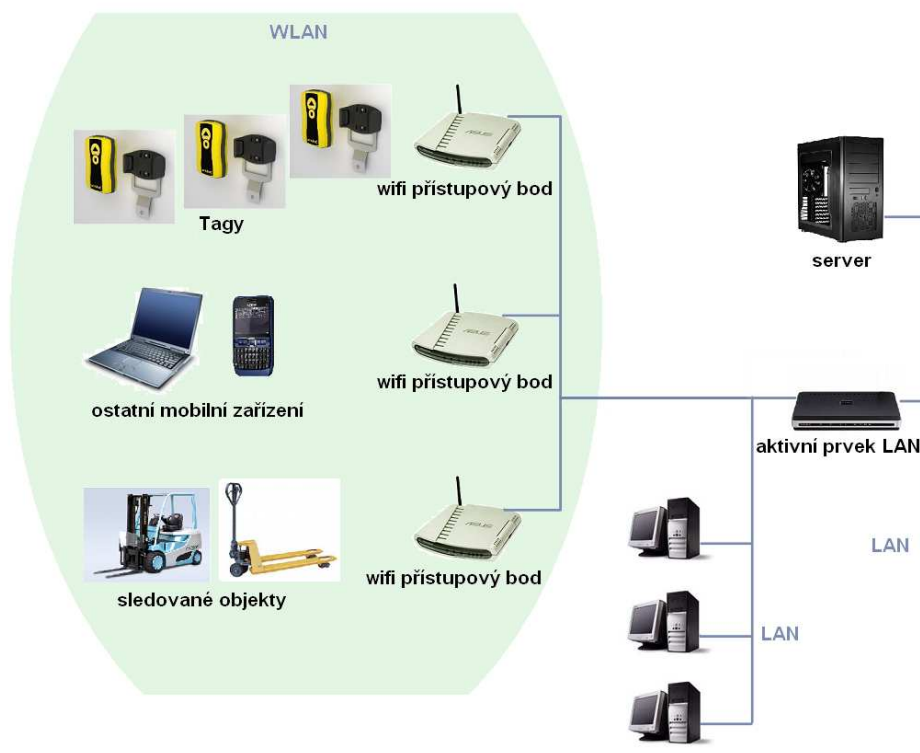 WLAN
Tagy
wifi přístupový bod
server
ostatní mobilní zařízení
wifi přístupový bod
aktivní prvek LAN
sledované objekty
wifi přístupový bod
LAN
LAN